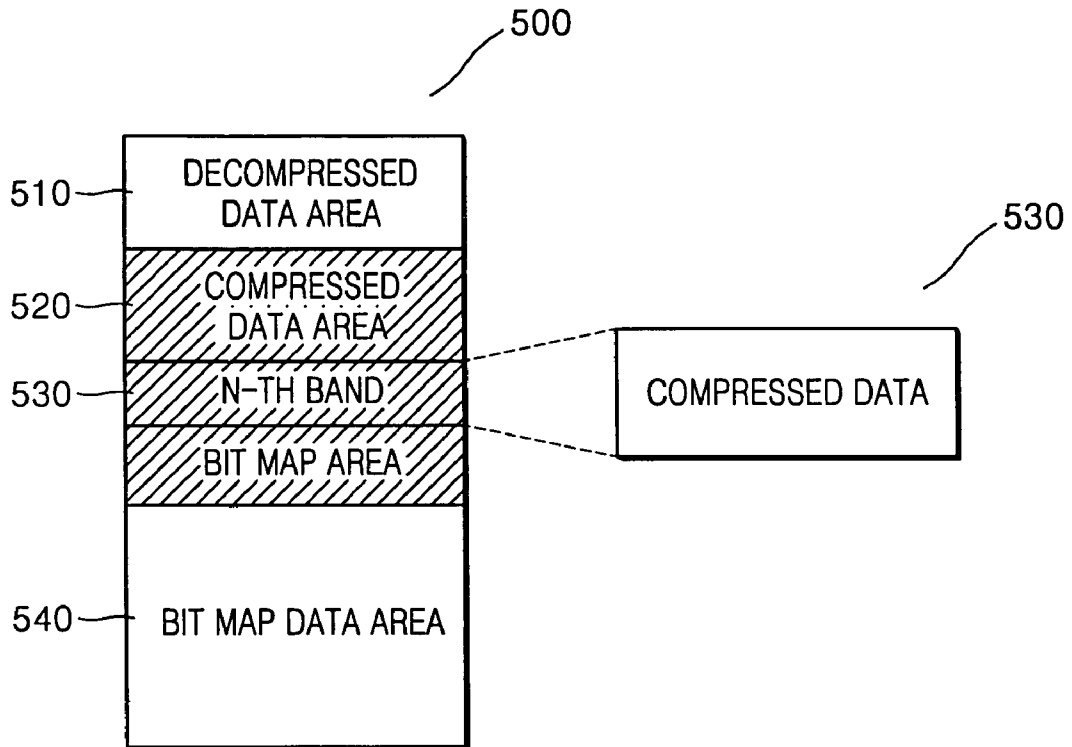 500
510
DECOMPRESSED
DATA AREA
520
COMPRESSED
DATA AREA
530
N-TH BAND
BIT MAP AREA
540
BIT MAP DATA AREA
530
COMPRESSED DATA